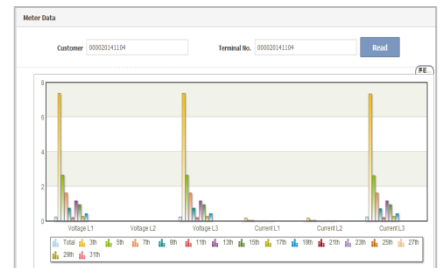 Meter Data
Customer 000020141104 Terminal No. 000020141104 Read
8
6
4
2
0
Voltage L1 Voltage L2 Voltage L3 Current L1 Current L2 Current L3
Total 3th 5th 7th 9th 11th 13th 15th 17th 19th 21th 23th 25th 27th
29th 31th